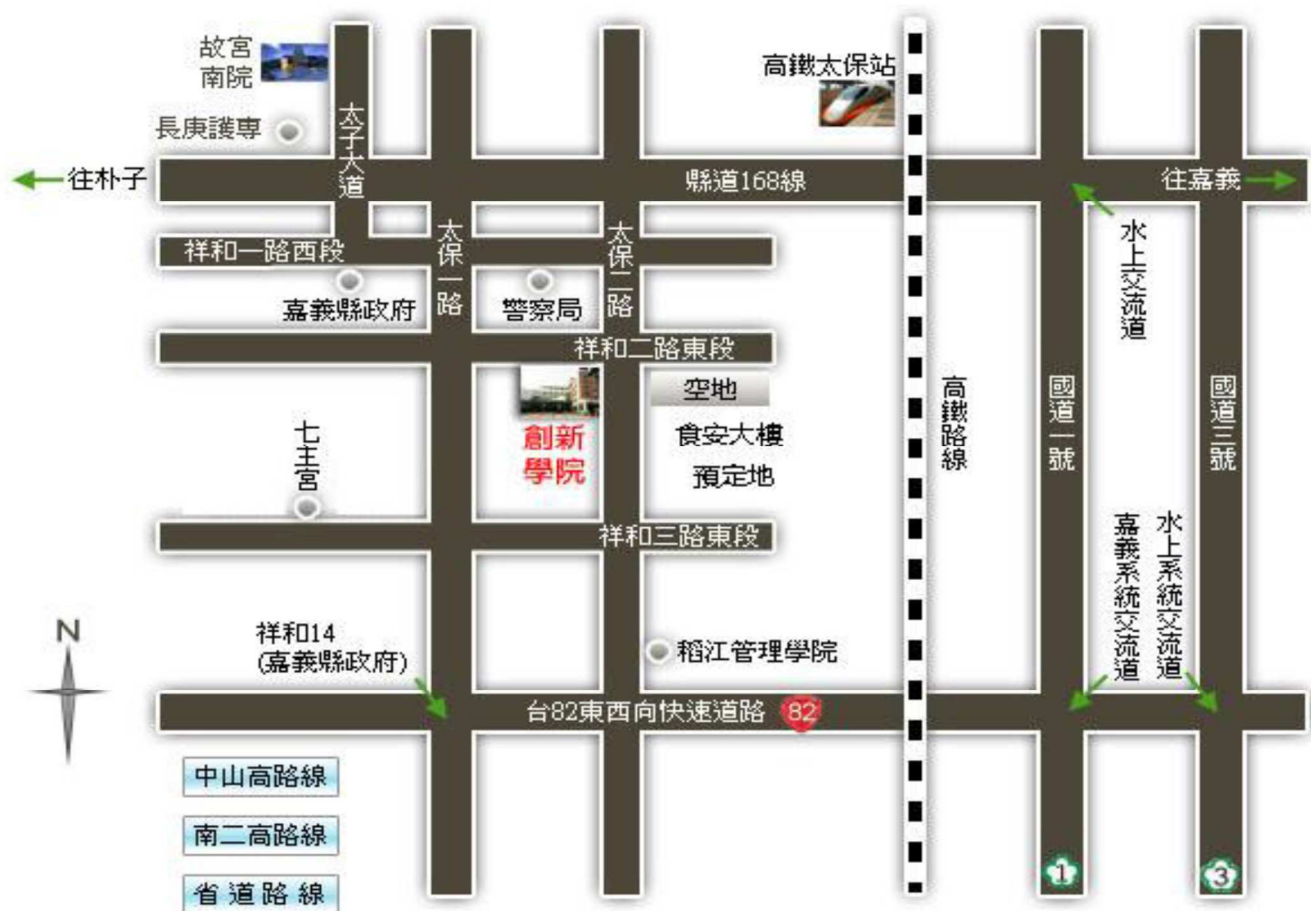 故宮
南院
長庚護專
太子大道
高鐵太保站
往朴子
縣道168線
往嘉義
水上交流道
祥和一路西段
太保一路
太保二路
嘉義縣政府
警察局
祥和二路東段
空地
創新
學院
食安大樓
預定地
七主宮
高鐵路線
國道一號
國道三號
祥和三路東段
嘉義系統交流道
水上系統交流道
N
祥和14
(嘉義縣政府)
稻江管理學院
台82東西向快速道路 82
中山高路線
南二高路線
省道路線
1
3